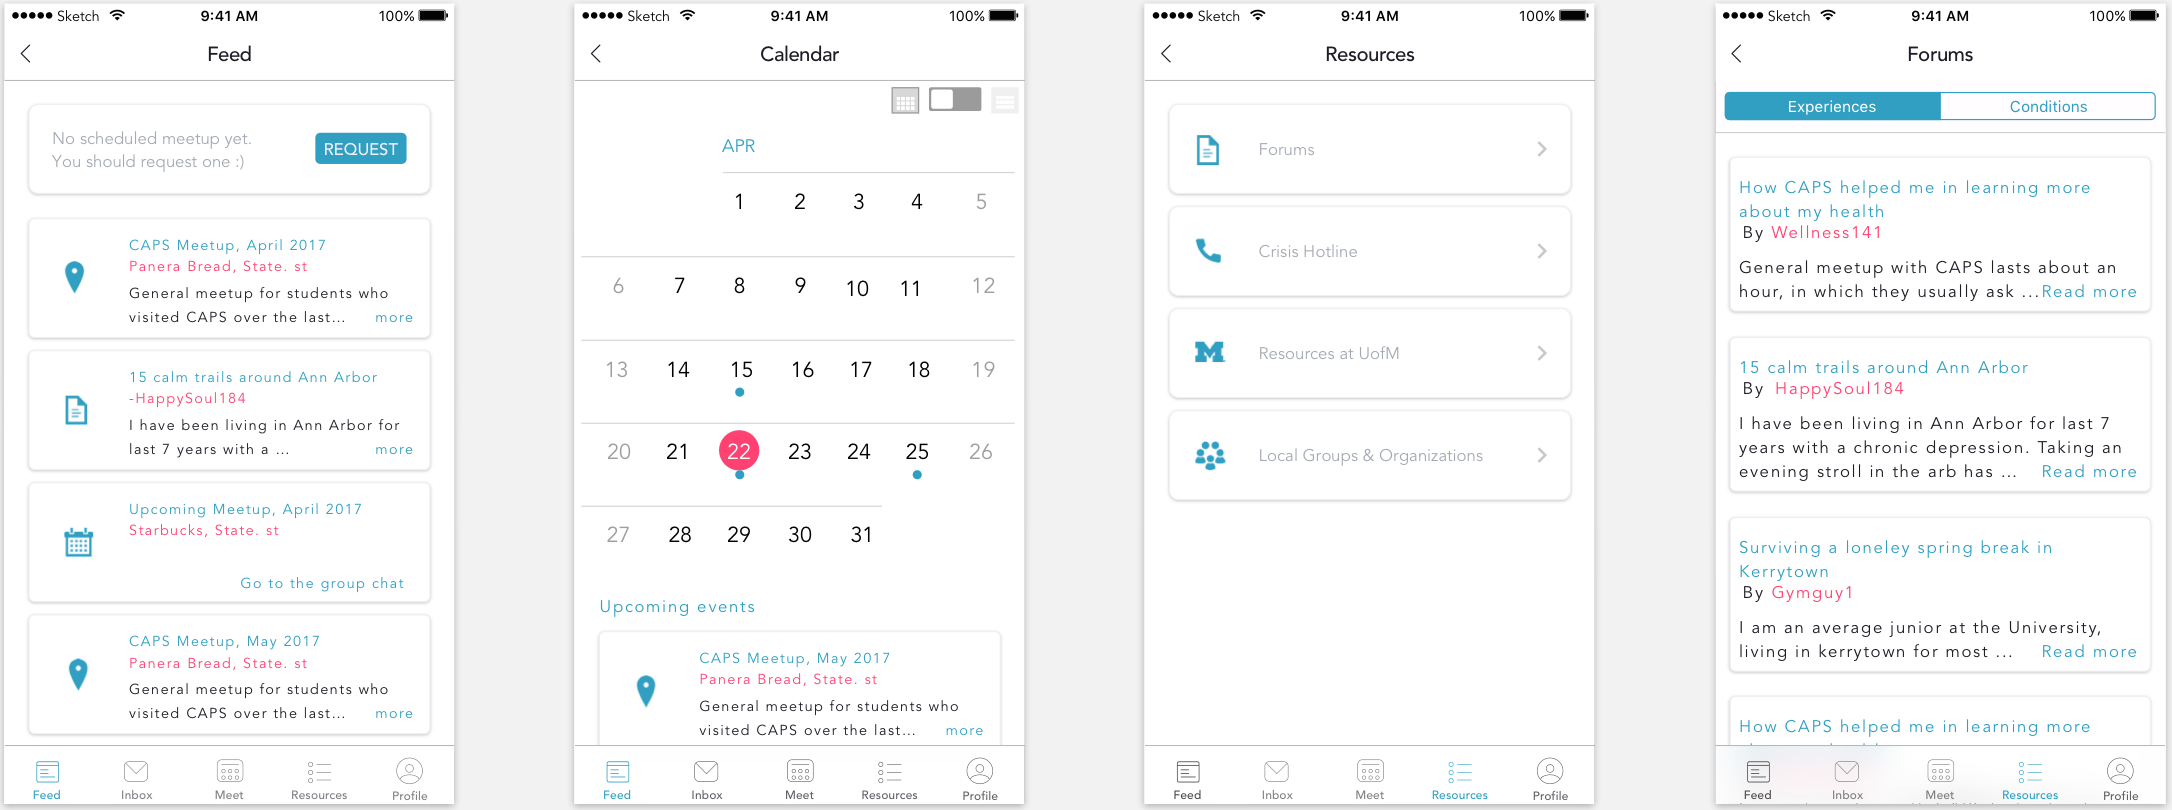 Sketch 9:41 AM 100%
Feed
No scheduled meetup yet.
You should request one :)
REQUEST
CAPS Meetup, April 2017
Panera Bread, State. st
General meetup for students who
visited CAPS over the last... more
15 calm trails around Ann Arbor
-HappySoul184
I have been living in Ann Arbor for
last 7 years with a ... more
Upcoming Meetup, April 2017
Starbucks, State. st
Go to the group chat
CAPS Meetup, May 2017
Panera Bread, State. st
General meetup for students who
visited CAPS over the last... more
Feed Inbox Meet Resources Profile
Sketch 9:41 AM 100%
Calendar
APR
1 2 3 4 5
6 7 8 9 10 11 12
13 14 15 16 17 18 19
20 21 22 23 24 25 26
27 28 29 30 31
Upcoming events
CAPS Meetup, May 2017
Panera Bread, State. st
General meetup for students who
visited CAPS over the last... more
Feed Inbox Meet Resources Profile
Sketch 9:41 AM 100%
Resources
Forums
Crisis Hotline
M
Resources at UofM
Local Groups & Organizations
Feed Inbox Meet Resources Profile
Sketch 9:41 AM 100%
Forums
Experiences Conditions
How CAPS helped me in learning more
about my health
By Wellness141
General meetup with CAPS lasts about an
hour, in which they usually ask ...Read more
15 calm trails around Ann Arbor
By HappySoul184
I have been living in Ann Arbor for last 7
years with a chronic depression. Taking an
evening stroll in the arb has ... Read more
Surviving a loneley spring break in
Kerrytown
By Gymguy1
I am an average junior at the University,
living in kerrytown for most ... Read more
How CAPS helped me in learning more
Feed Inbox Meet Resources Profile